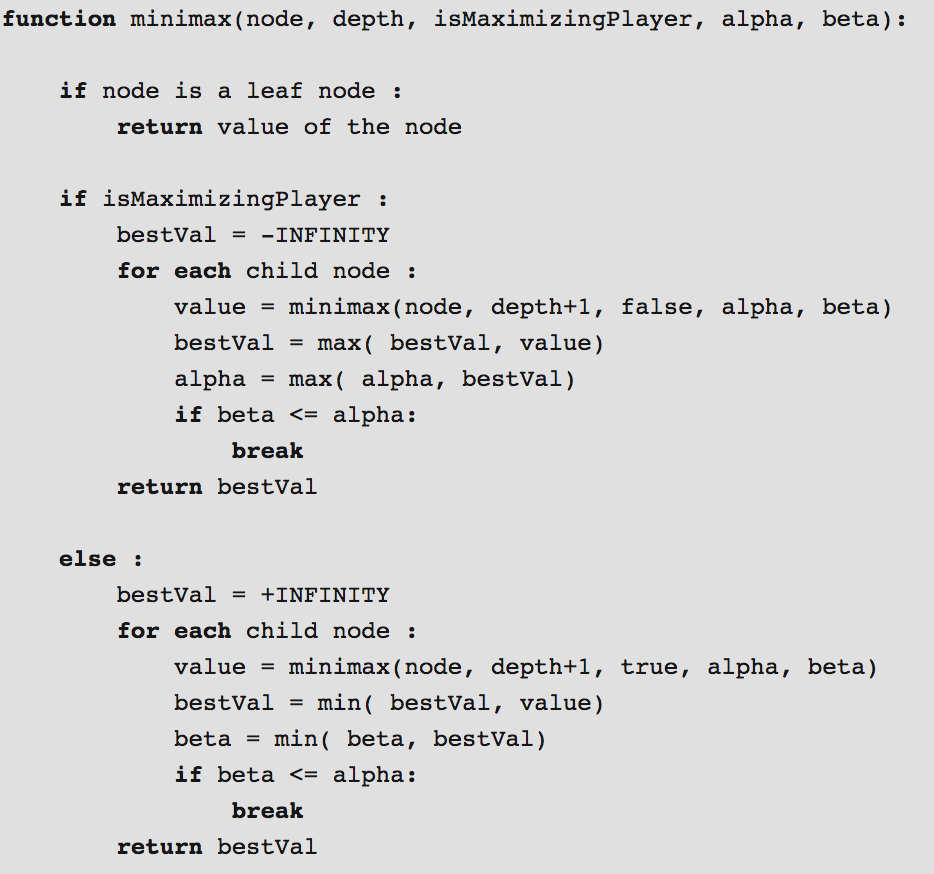 function minimax(node, depth, isMaximizingPlayer, alpha, beta):
if node is a leaf node :
return value of the node
if isMaximizingPlayer :
bestVal = -INFINITY
for each child node :
value = minimax(node, depth+1, false, alpha, beta)
bestVal = max( bestVal, value)
alpha = max( alpha, bestVal)
if beta <= alpha:
break
return bestVal
else :
bestVal = +INFINITY
for each child node :
value = minimax(node, depth+1, true, alpha, beta)
bestVal = min( bestVal, value)
beta = min( beta, bestVal)
if beta <= alpha:
break
return bestVal